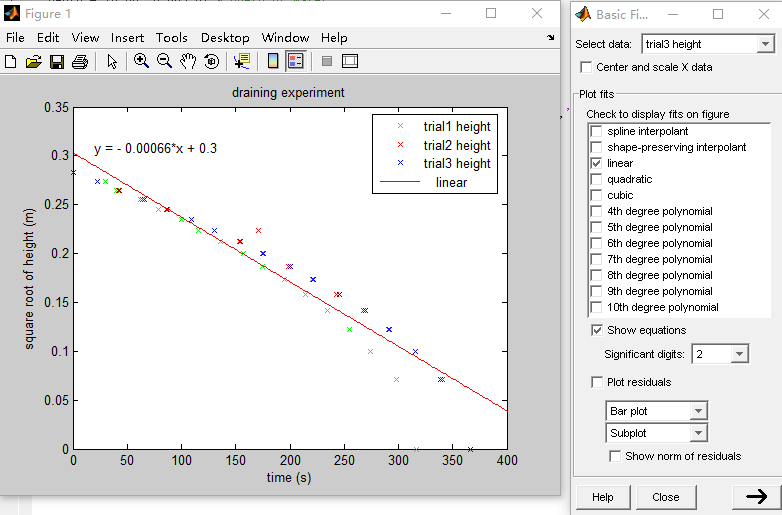 Figure 1
File Edit View Insert Tools Desktop Window Help
draining experiment
y = - 0.00066*x + 0.3
trial1 height
trial2 height
trial3 height
linear
0.35
0.3
0.25
0.2
0.15
0.1
0.05
0
square root of height (m)
0 50 100 150 200 250 300 350 400
time (s)
Basic Fi...
Select data: trial3 height
Center and scale X data
Plot fits
Check to display fits on figure
spline interpolant
shape-preserving interpolant
linear
quadratic
cubic
4th degree polynomial
5th degree polynomial
6th degree polynomial
7th degree polynomial
8th degree polynomial
9th degree polynomial
10th degree polynomial
Show equations
Significant digits: 2
Plot residuals
Bar plot
Subplot
Show norm of residuals
Help Close